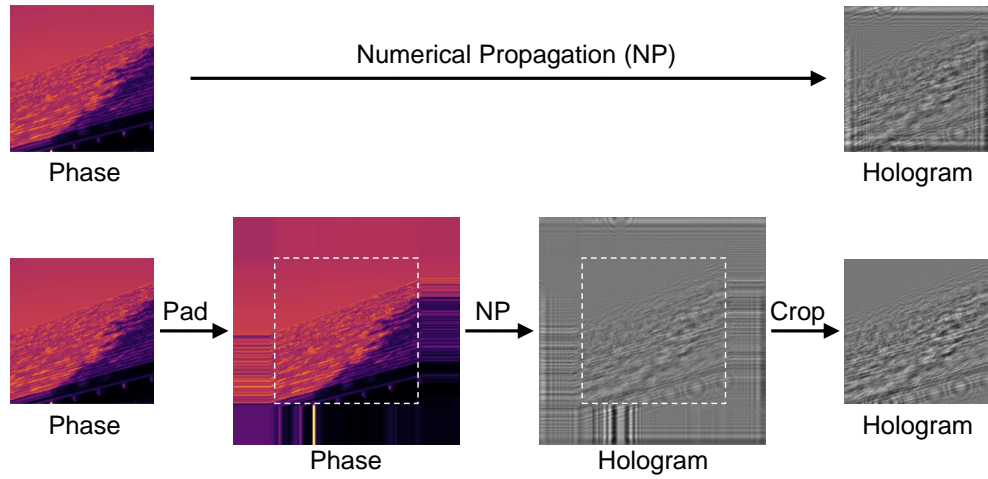 Numerical Propagation (NP)
Phase
Hologram
Pad
NP
Crop
Phase
Phase
Hologram
Hologram